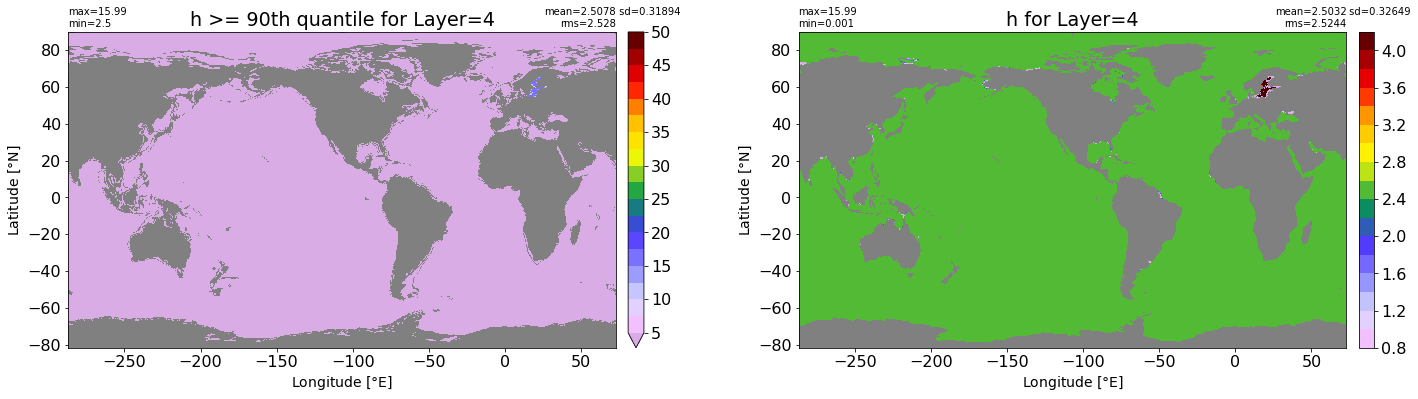 max=15.99
min=2.5
h >= 90th quantile for Layer=4
mean=2.5078 sd=0.31894
rms=2.528
80
60
40
20
0
−20
−40
−60
−80
Latitude [°N]
−250 −200 −150 −100 −50 0 50
Longitude [°E]
50
45
40
35
30
25
20
15
10
5
max=15.99
min=0.001
h for Layer=4
mean=2.5032 sd=0.32649
rms=2.5244
80
60
40
20
0
−20
−40
−60
−80
Latitude [°N]
−250 −200 −150 −100 −50 0 50
Longitude [°E]
4.0
3.6
3.2
2.8
2.4
2.0
1.6
1.2
0.8